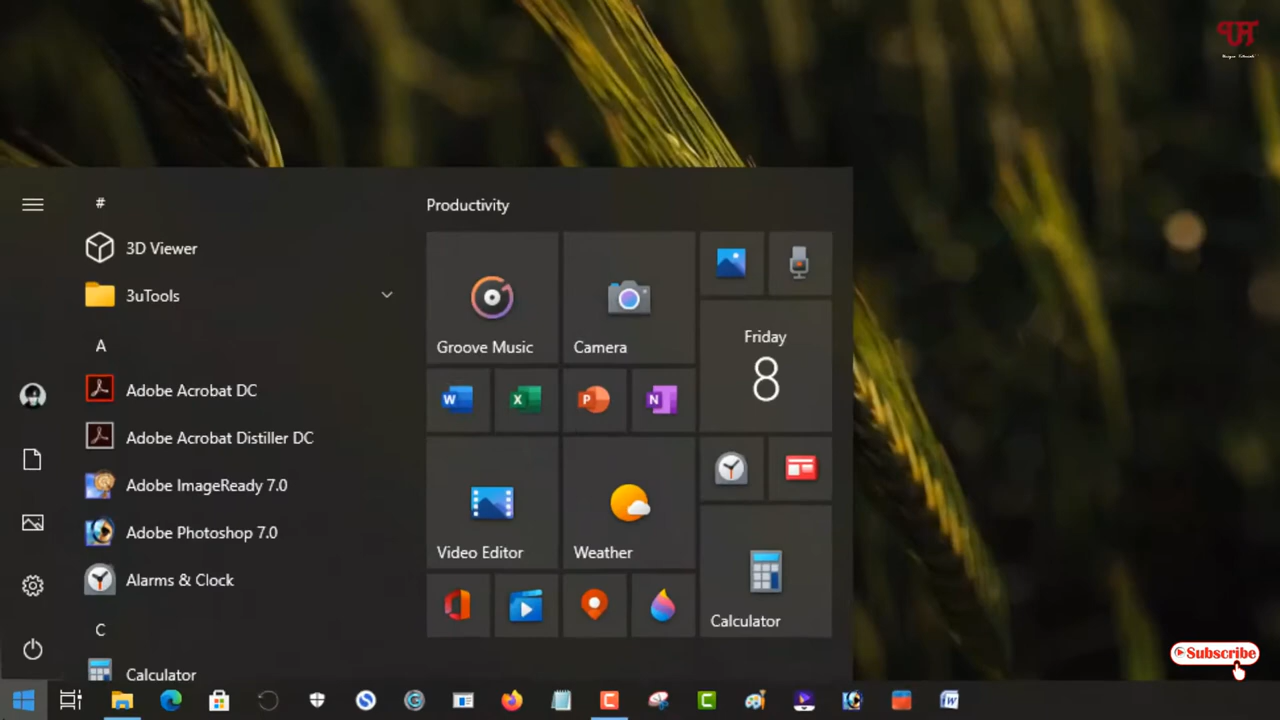 #
3D Viewer
3uTools
A
Adobe Acrobat DC
Adobe Acrobat Distiller DC
Adobe ImageReady 7.0
Adobe Photoshop 7.0
Alarms & Clock
C
Calculator
Productivity
Groove Music
Camera
Friday
8
Video Editor
Weather
Calculator
Subscribe